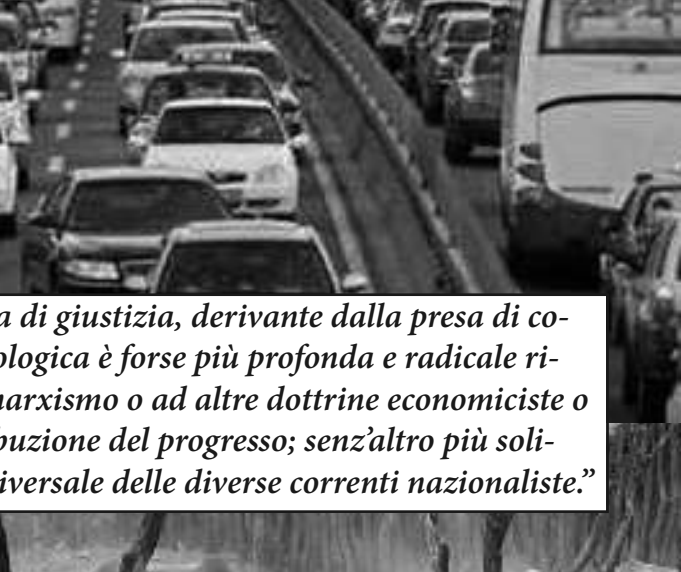 a di giustizia, derivante dalla presa di co-
ologica è forse più profonda e radicale ri-
marxismo o ad altre dottrine economiciste o
buzione del progresso; senz’altro più soli-
iversale delle diverse correnti nazionaliste.”